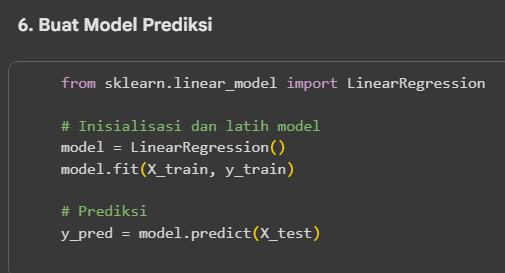 6. Buat Model Prediksi
from sklearn.linear_model import LinearRegression
# Inisialisasi dan latih model
model = LinearRegression()
model.fit(X_train, y_train)
# Prediksi
y_pred = model.predict(X_test)